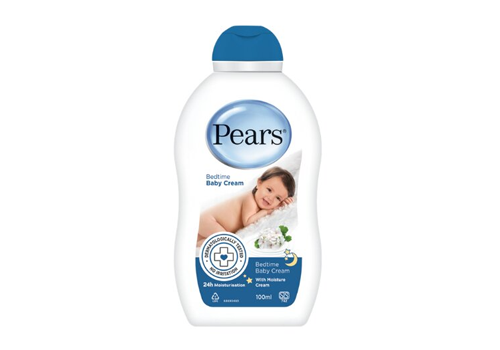 Pears®
Bedtime
Baby Cream
DERMATOLOGICALLY TESTED
NO IRRITATION
24h Moisturisation
Bedtime
Baby Cream
With Moisture
Cream
100ml